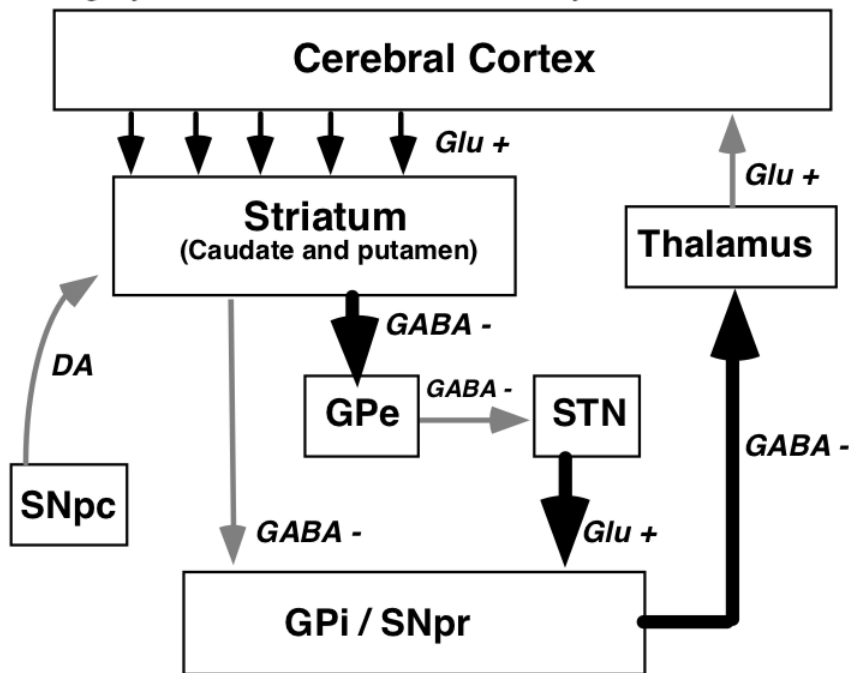 Cerebral Cortex
Glu +
Glu +
Striatum
(Caudate and putamen)
Thalamus
GABA -
DA
GABA -
GPe
STN
GABA -
SNpc
GABA -
Glu +
GPi / SNpr